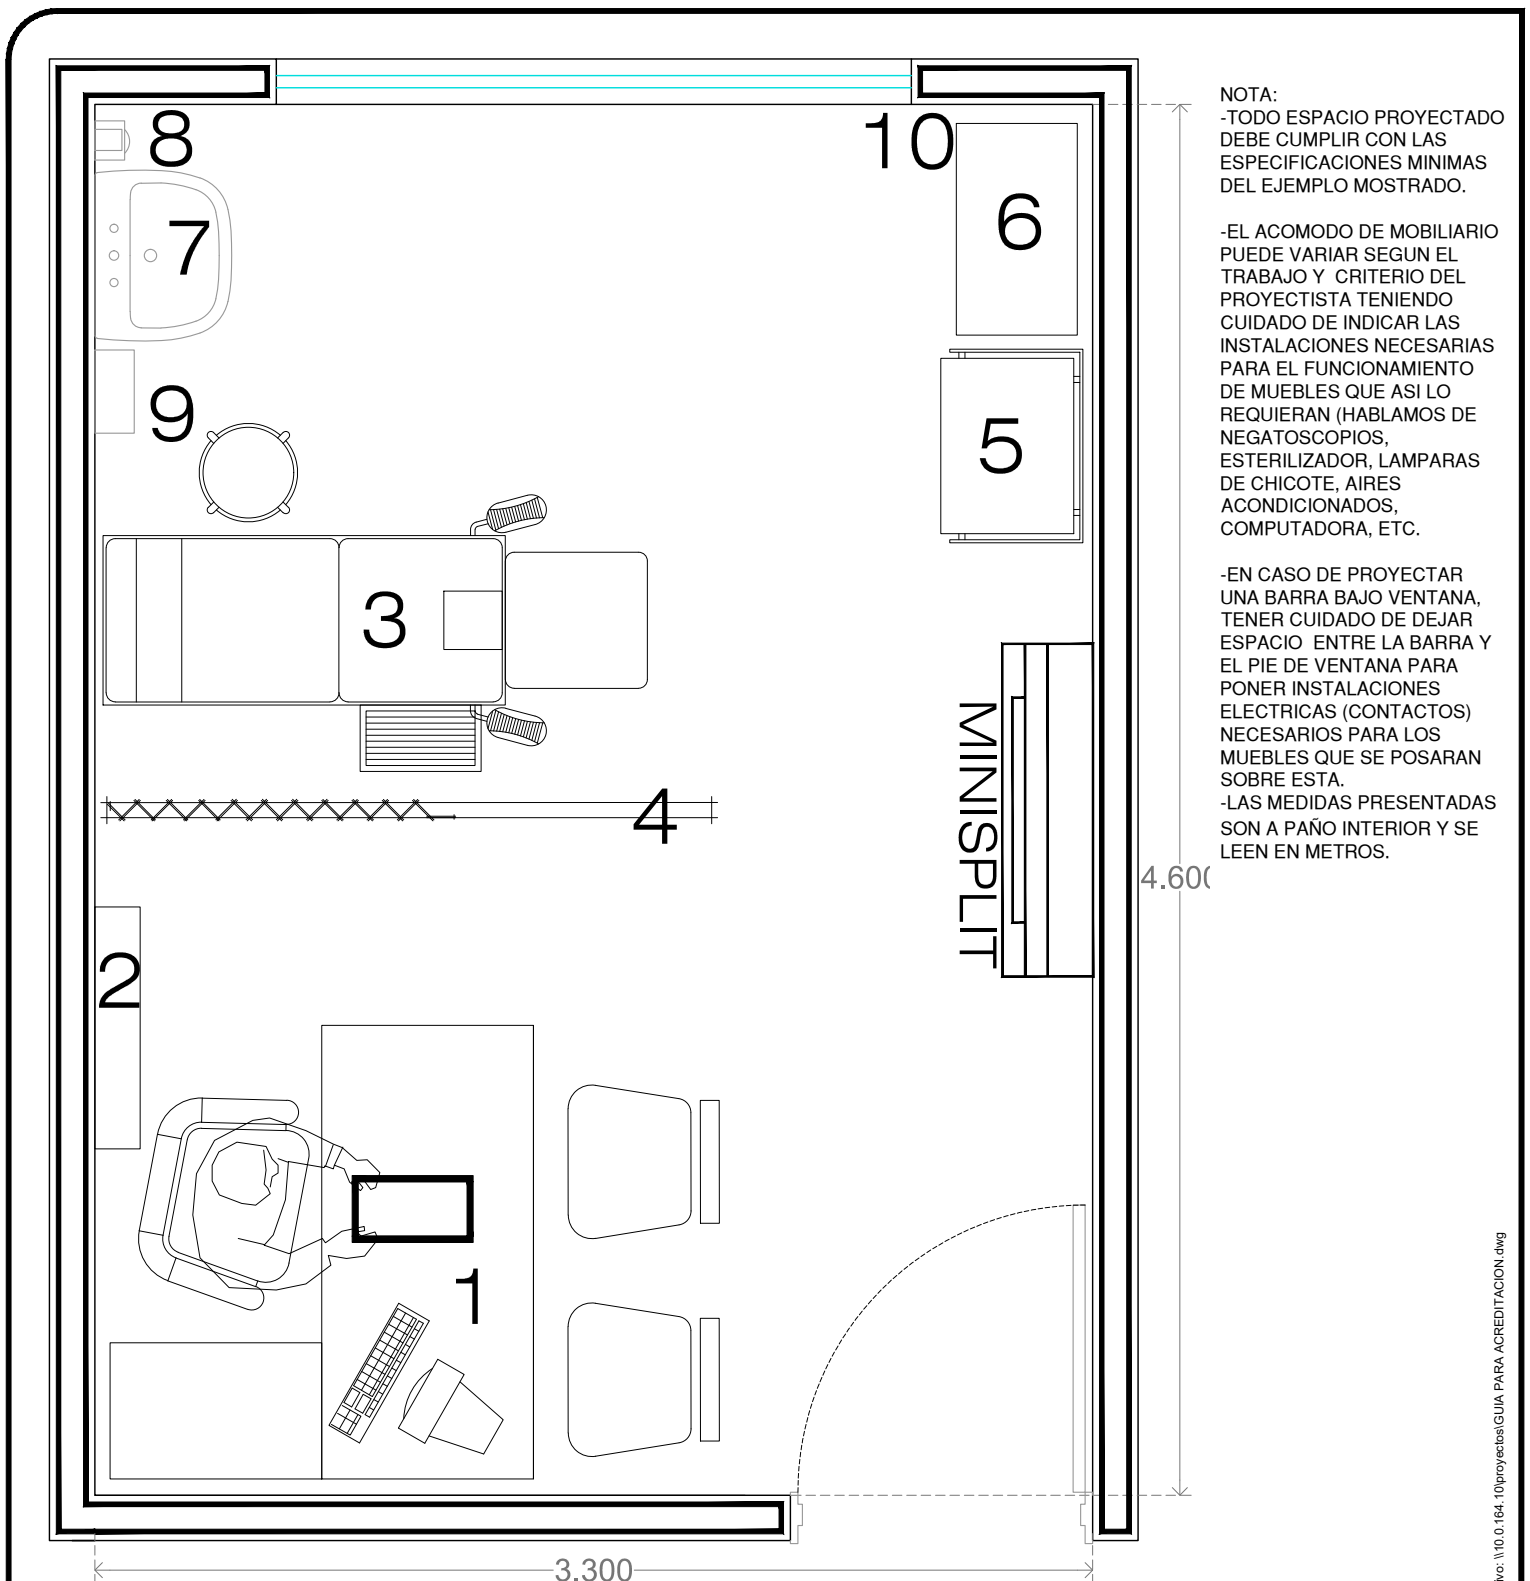 8
10
7
6
9
5
3
4
MINISPLIT
2
1
4.600
3.300
NOTA:
-TODO ESPACIO PROYECTADO
DEBE CUMPLIR CON LAS
ESPECIFICACIONES MINIMAS
DEL EJEMPLO MOSTRADO.
-EL ACOMODO DE MOBILIARIO
PUEDE VARIAR SEGUN EL
TRABAJO Y CRITERIO DEL
PROYECTISTA TENIENDO
CUIDADO DE INDICAR LAS
INSTALACIONES NECESARIAS
PARA EL FUNCIONAMIENTO
DE MUEBLES QUE ASI LO
REQUIERAN (HABLAMOS DE
NEGATOSCOPIOS,
ESTERILIZADOR, LAMPARAS
DE CHICOTE, AIRES
ACONDICIONADOS,
COMPUTADORA, ETC.
-EN CASO DE PROYECTAR
UNA BARRA BAJO VENTANA,
TENER CUIDADO DE DEJAR
ESPACIO ENTRE LA BARRA Y
EL PIE DE VENTANA PARA
PONER INSTALACIONES
ELECTRICAS (CONTACTOS)
NECESARIOS PARA LOS
MUEBLES QUE SE POSARAN
SOBRE ESTA.
-LAS MEDIDAS PRESENTADAS
SON A PAÑO INTERIOR Y SE
LEEN EN METROS.
ivo: \\10.0.164.10\proyectos\GUIA PARA ACREDITACION.dwg